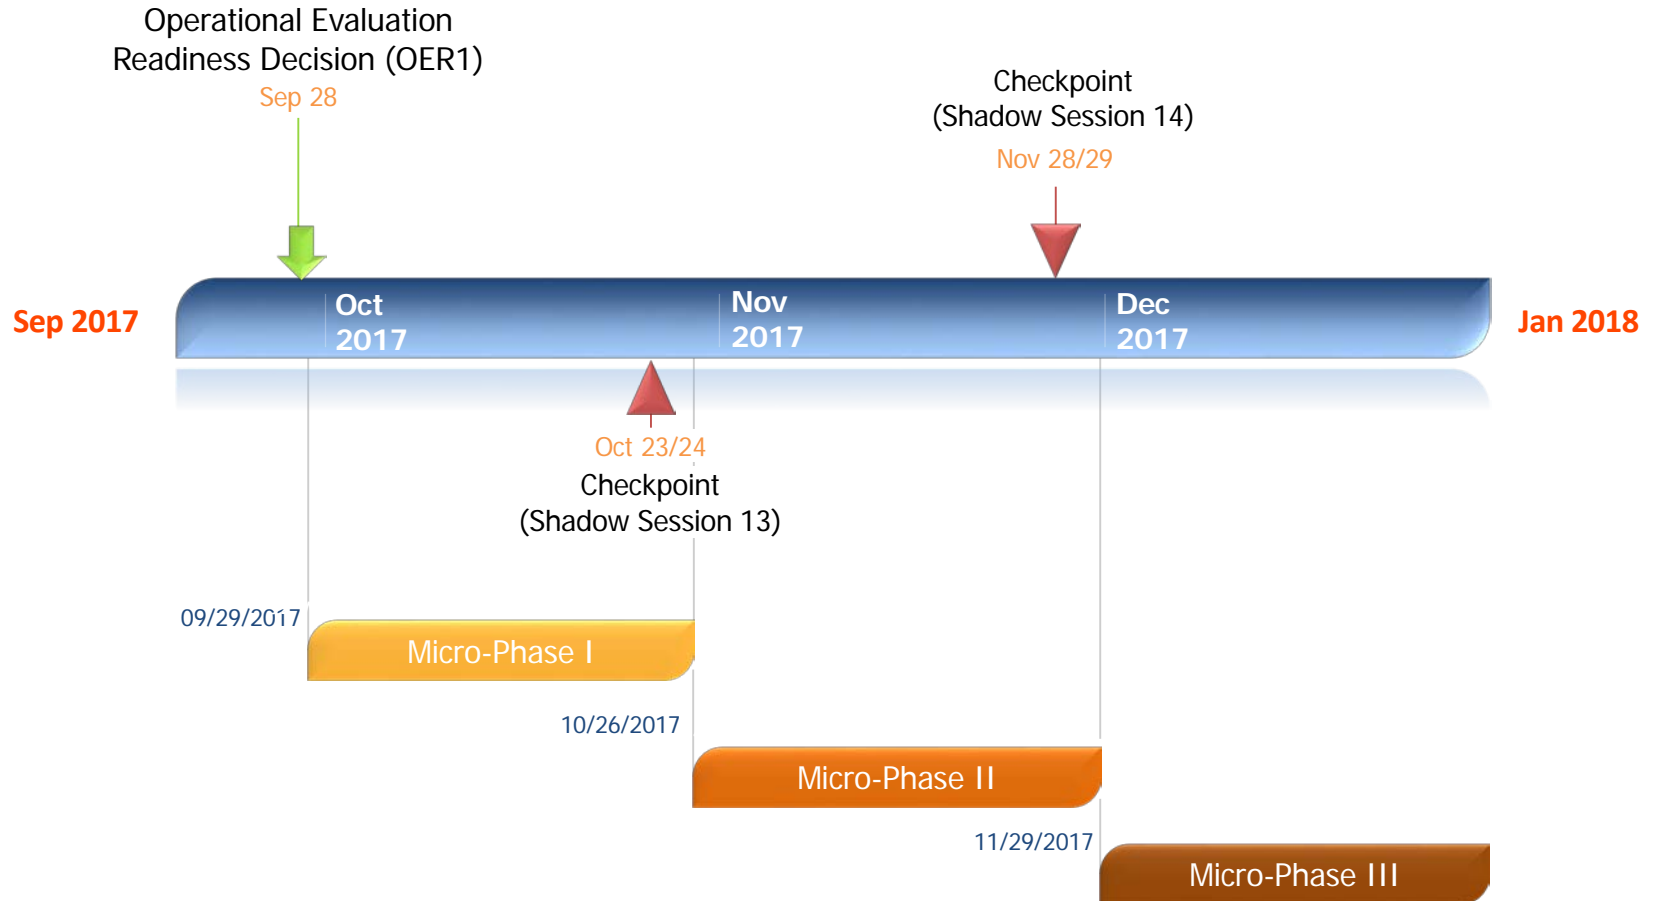 Operational Evaluation
Readiness Decision (OER1)
Sep 28
Checkpoint
(Shadow Session 14)
Nov 28/29
Sep 2017
Oct
2017
Nov
2017
Dec
2017
Jan 2018
Oct 23/24
Checkpoint
(Shadow Session 13)
09/29/2017
Micro-Phase I
10/26/2017
Micro-Phase II
11/29/2017
Micro-Phase III